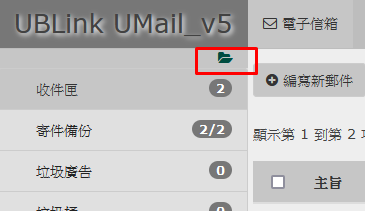 UBLink UMail_v5
電子信箱
收件匣 2
編寫新郵件
寄件備份 2/2
顯示第 1 到第 2 項
垃圾廣告 0
主旨